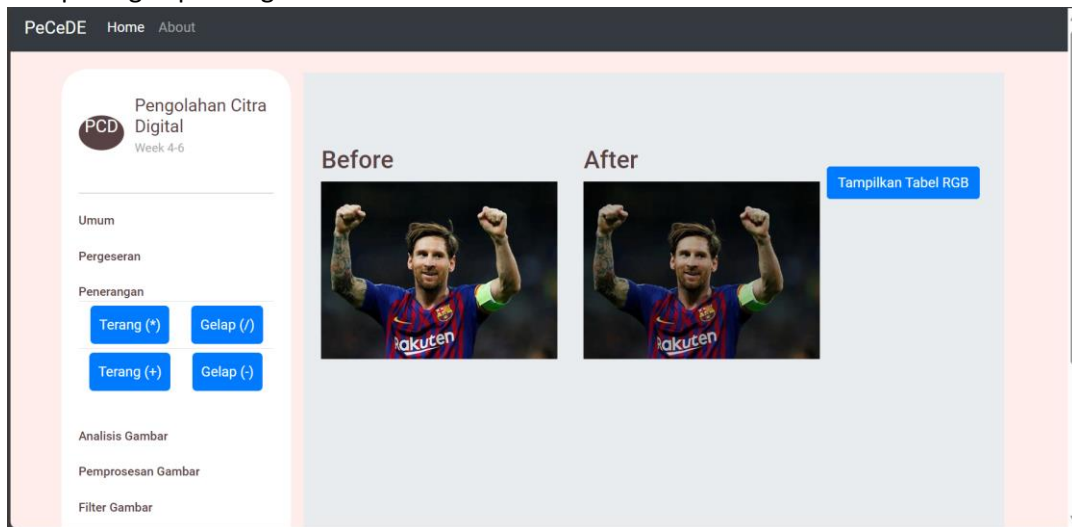 PeCeDE Home About
PCD
Pengolahan Citra
Digital
Week 4-6
Umum
Pergeseran
Penerangan
Terang (*) Gelap (/)
Terang (+) Gelap (-)
Analisis Gambar
Pemprosesan Gambar
Filter Gambar
Before
Rakuten
After
Rakuten
Tampilkan Tabel RGB